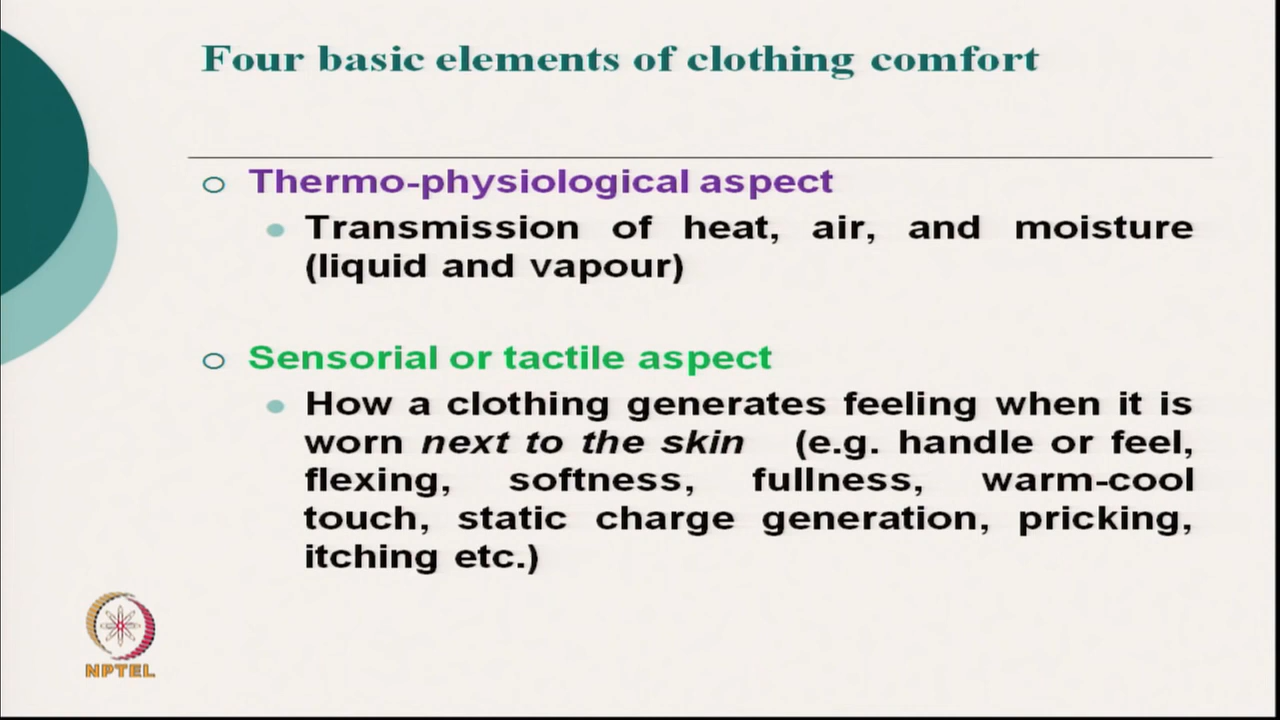 Four basic elements of clothing comfort
Thermo-physiological aspect
Transmission of heat, air, and moisture
(liquid and vapour)
Sensorial or tactile aspect
How a clothing generates feeling when it is
worn next to the skin (e.g. handle or feel,
flexing, softness, fullness, warm-cool
touch, static charge generation, pricking,
itching etc.)
NPTEL